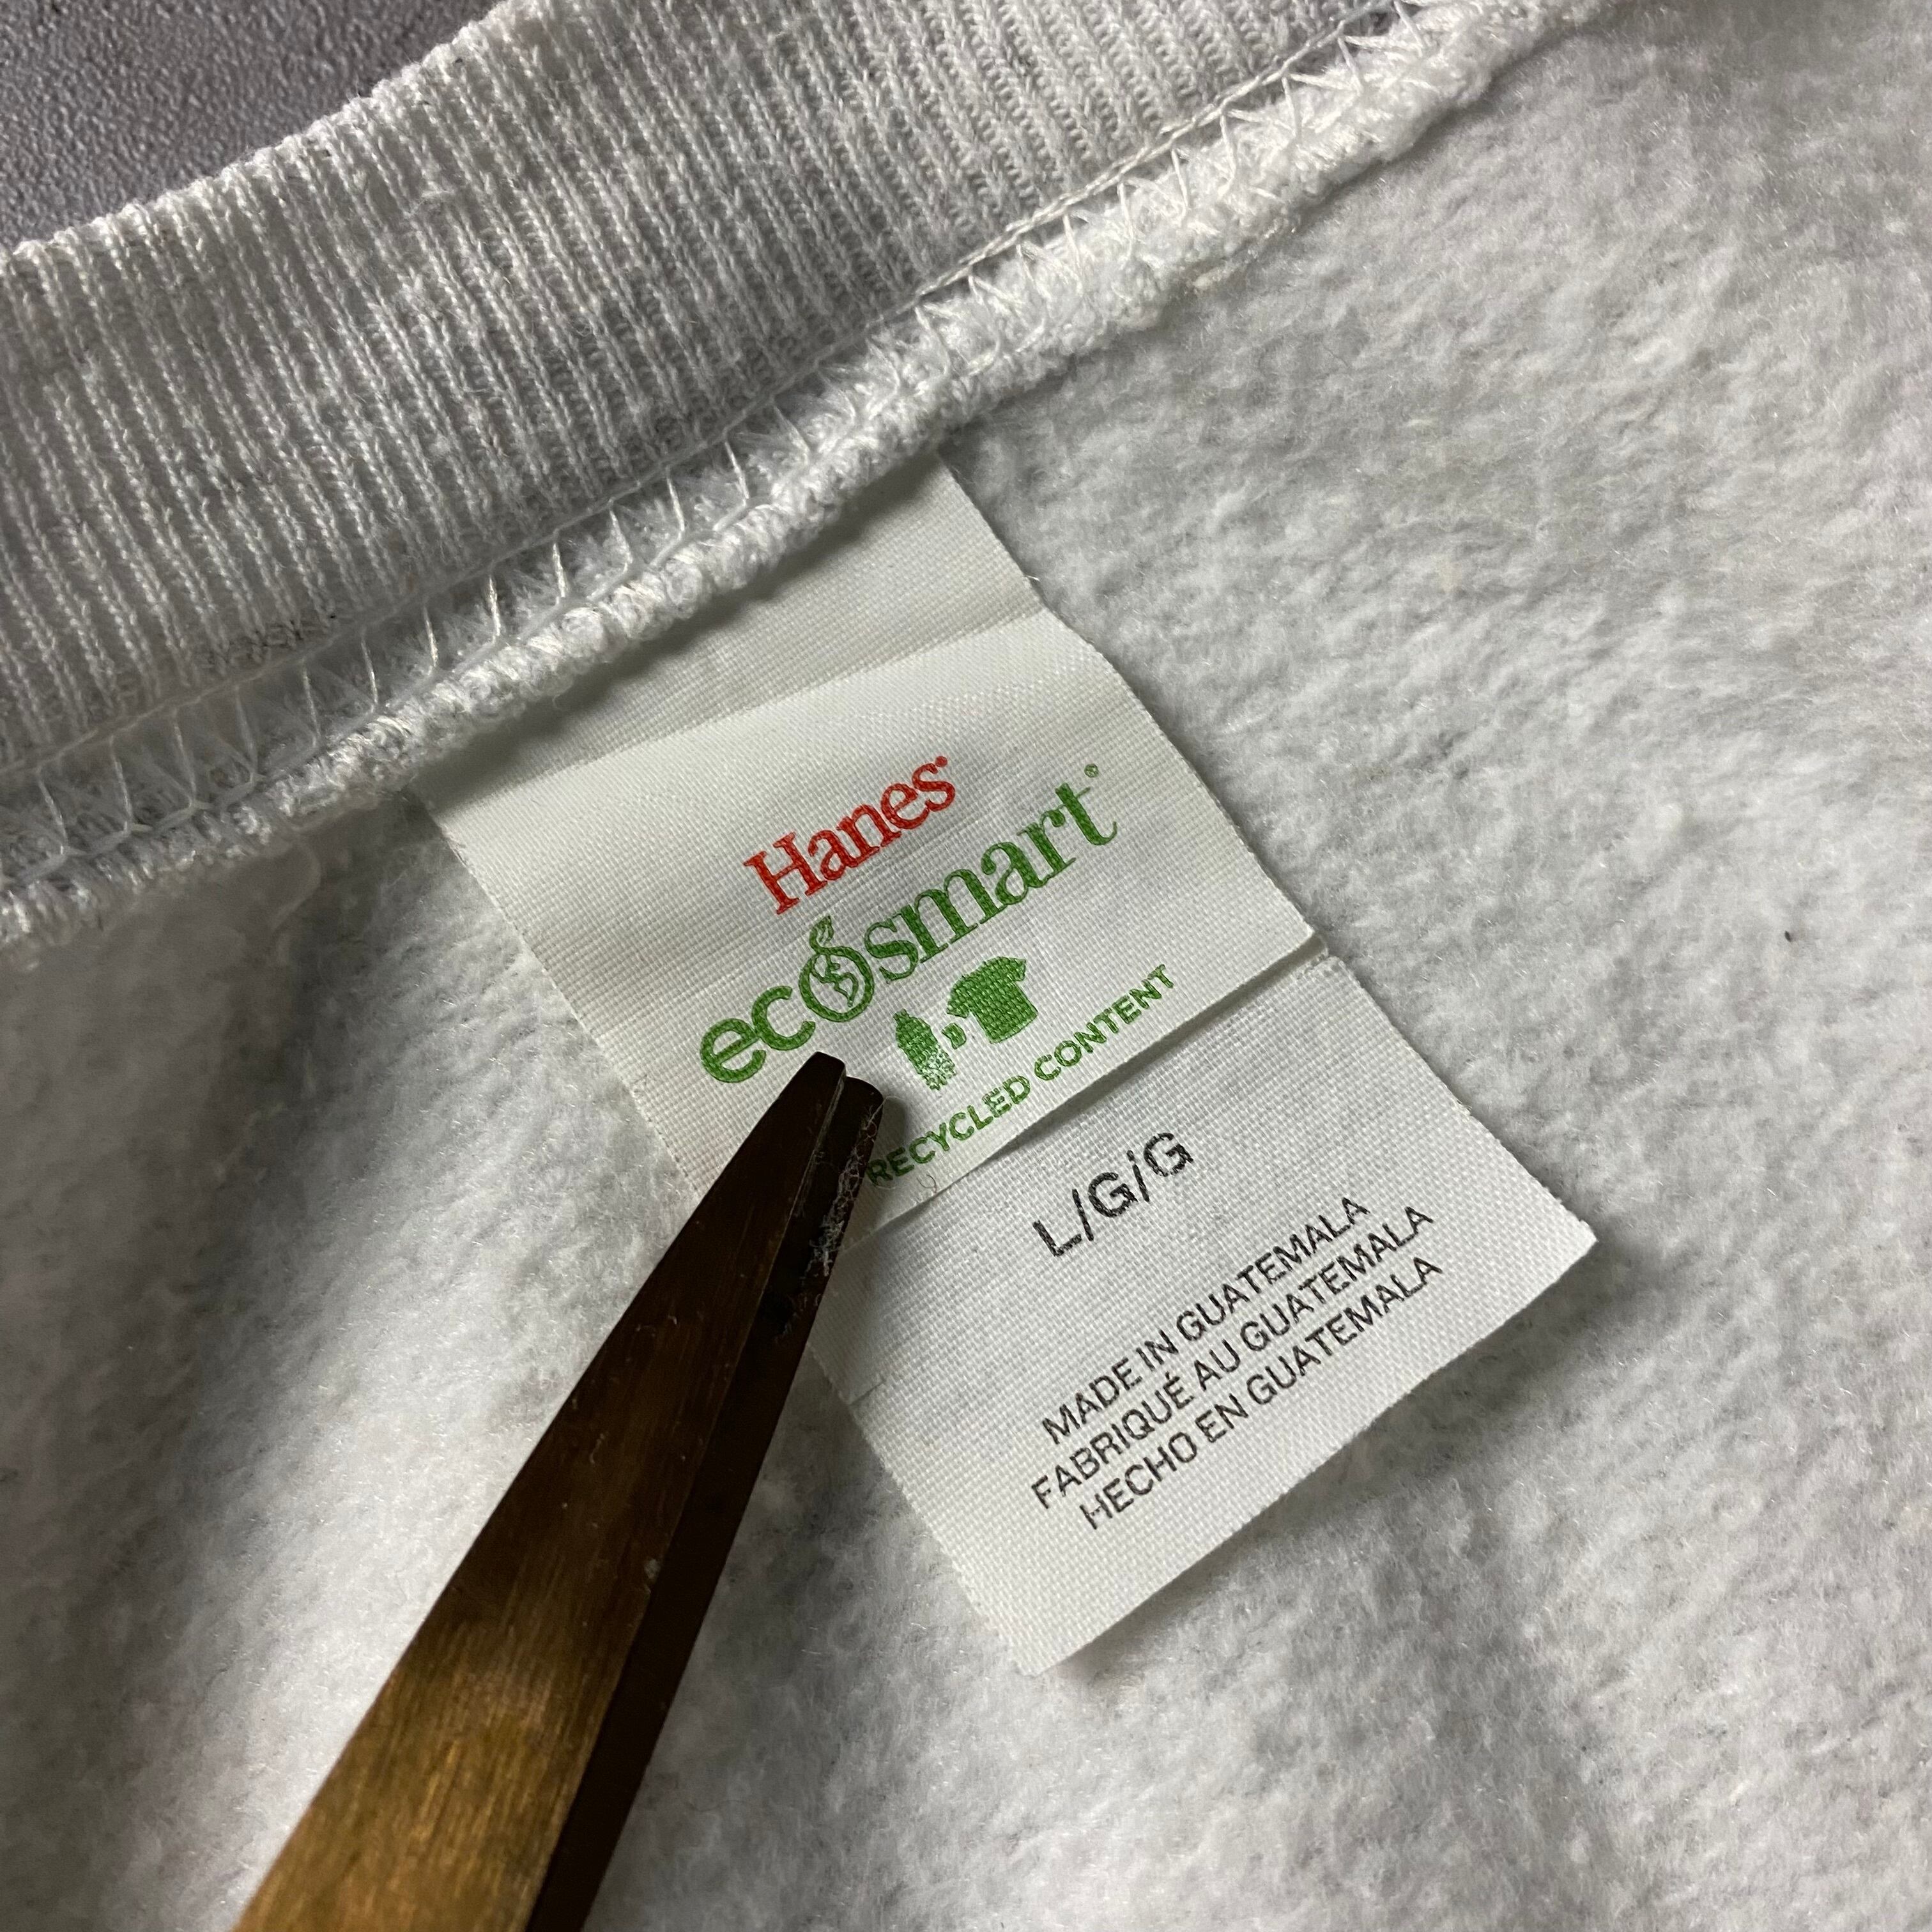 Hanes
ecosmart®
RECYCLED CONTENT
L/G/G
MADE IN GUATEMALA
FABRIQUÉ AU GUATEMALA
HECHO EN GUATEMALA